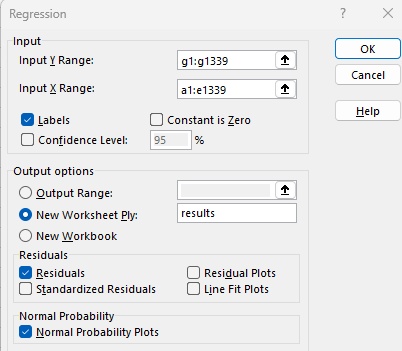 Regression ? ×
Input
Input Y Range: g1:g1339 OK
Cancel
Input X Range: a1:e1339
Help
Labels Constant is Zero
Confidence Level: 95 %
Output options
Output Range:
New Worksheet Ply: results
New Workbook
Residuals
Residuals Residual Plots
Standardized Residuals Line Fit Plots
Normal Probability
Normal Probability Plots